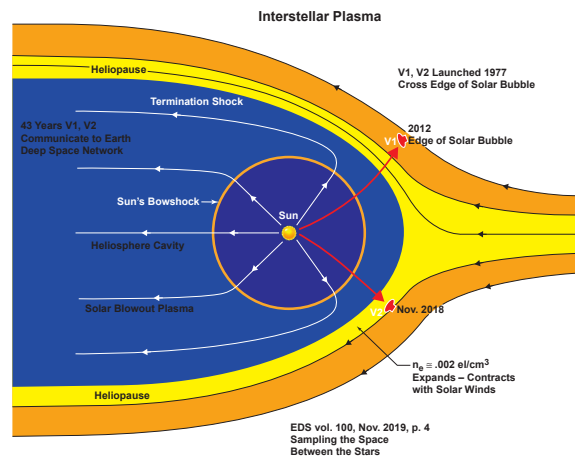 Interstellar Plasma
Heliopause
V1, V2 Launched 1977
Cross Edge of Solar Bubble
Termination Shock
43 Years V1, V2
Communicate to Earth
Deep Space Network
V1
2012
Edge of Solar Bubble
Sun's Bowshock
Sun
Heliosphere Cavity
Solar Blowout Plasma
V2
Nov. 2018
nₑ ≅ .002 el/cm³
Expands – Contracts
with Solar Winds
Heliopause
EDS vol. 100, Nov. 2019, p. 4
Sampling the Space
Between the Stars